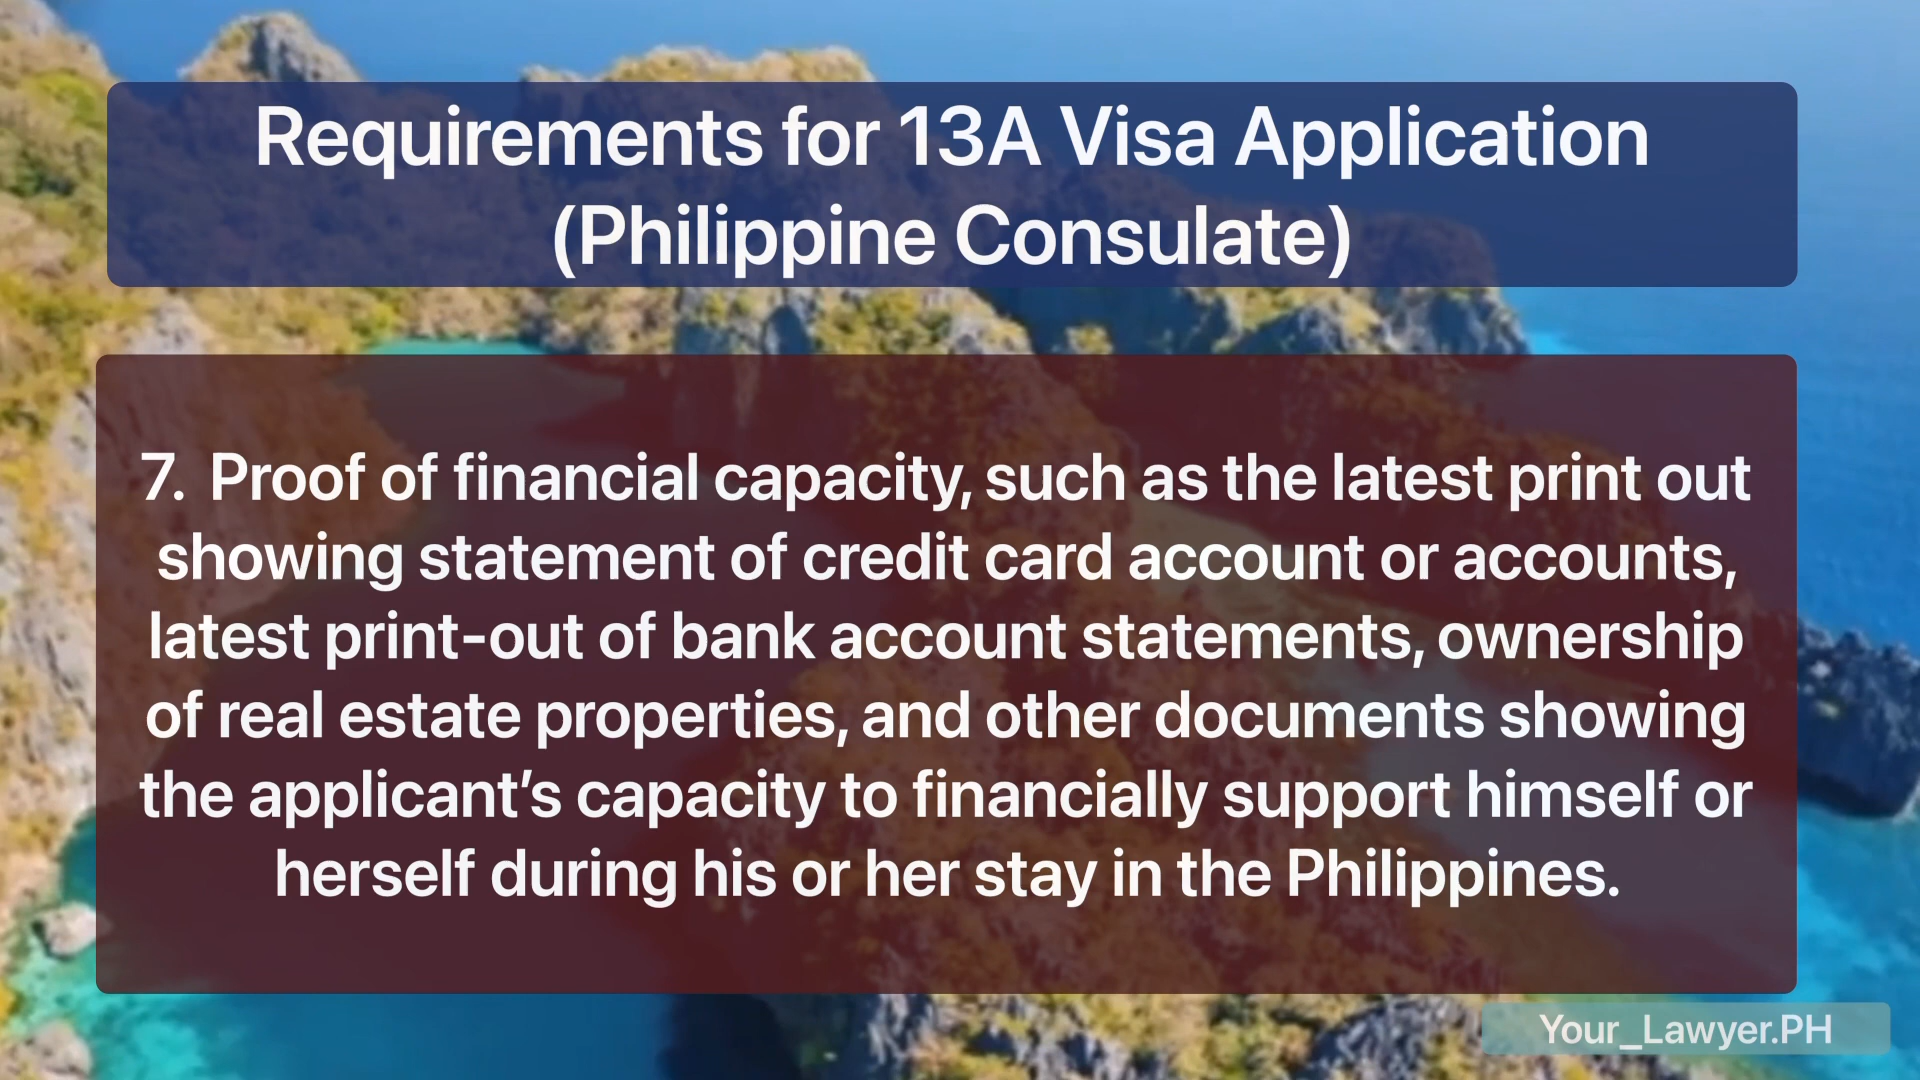 Requirements for 13A Visa Application
(Philippine Consulate)
7. Proof of financial capacity, such as the latest print out
showing statement of credit card account or accounts,
latest print-out of bank account statements, ownership
of real estate properties, and other documents showing
the applicant’s capacity to financially support himself or
herself during his or her stay in the Philippines.
Your_Lawyer.PH